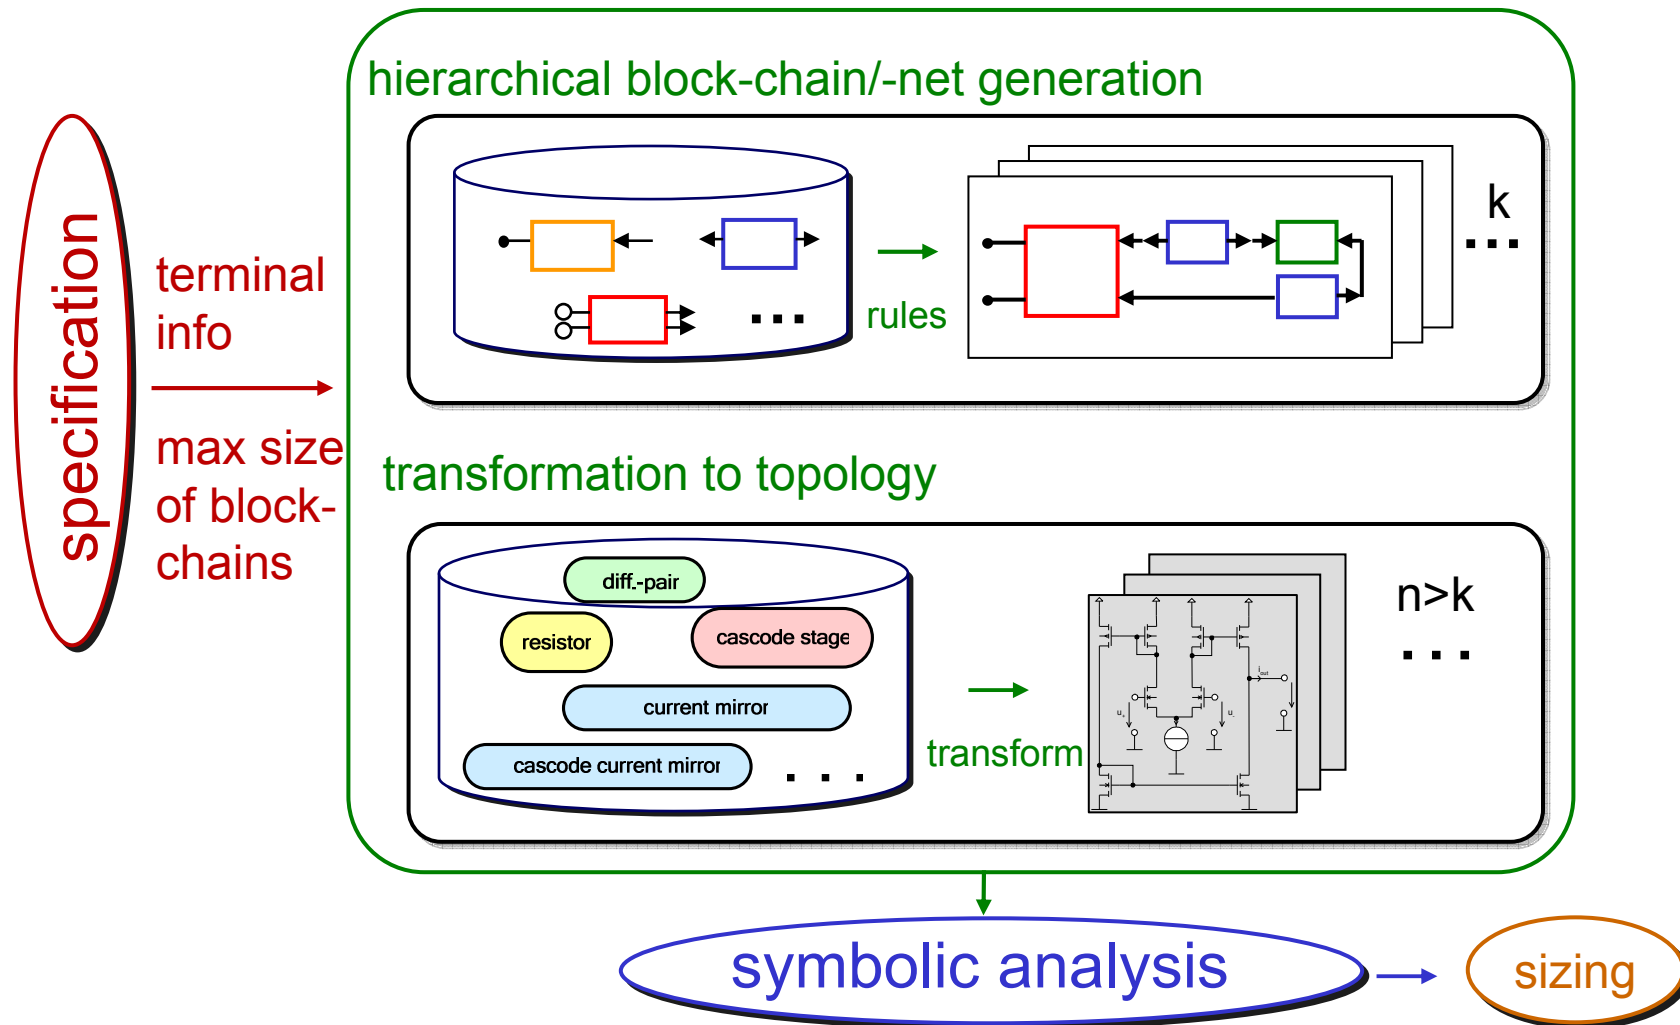 hierarchical block-chain/-net generation
specification
terminal
info
max size
of block-
chains
rules
k
...
...
transformation to topology
diff.-pair
resistor
cascode stage
current mirror
cascode current mirror
. . .
transform
u+
u-
iout
n>k
. . .
symbolic analysis
sizing